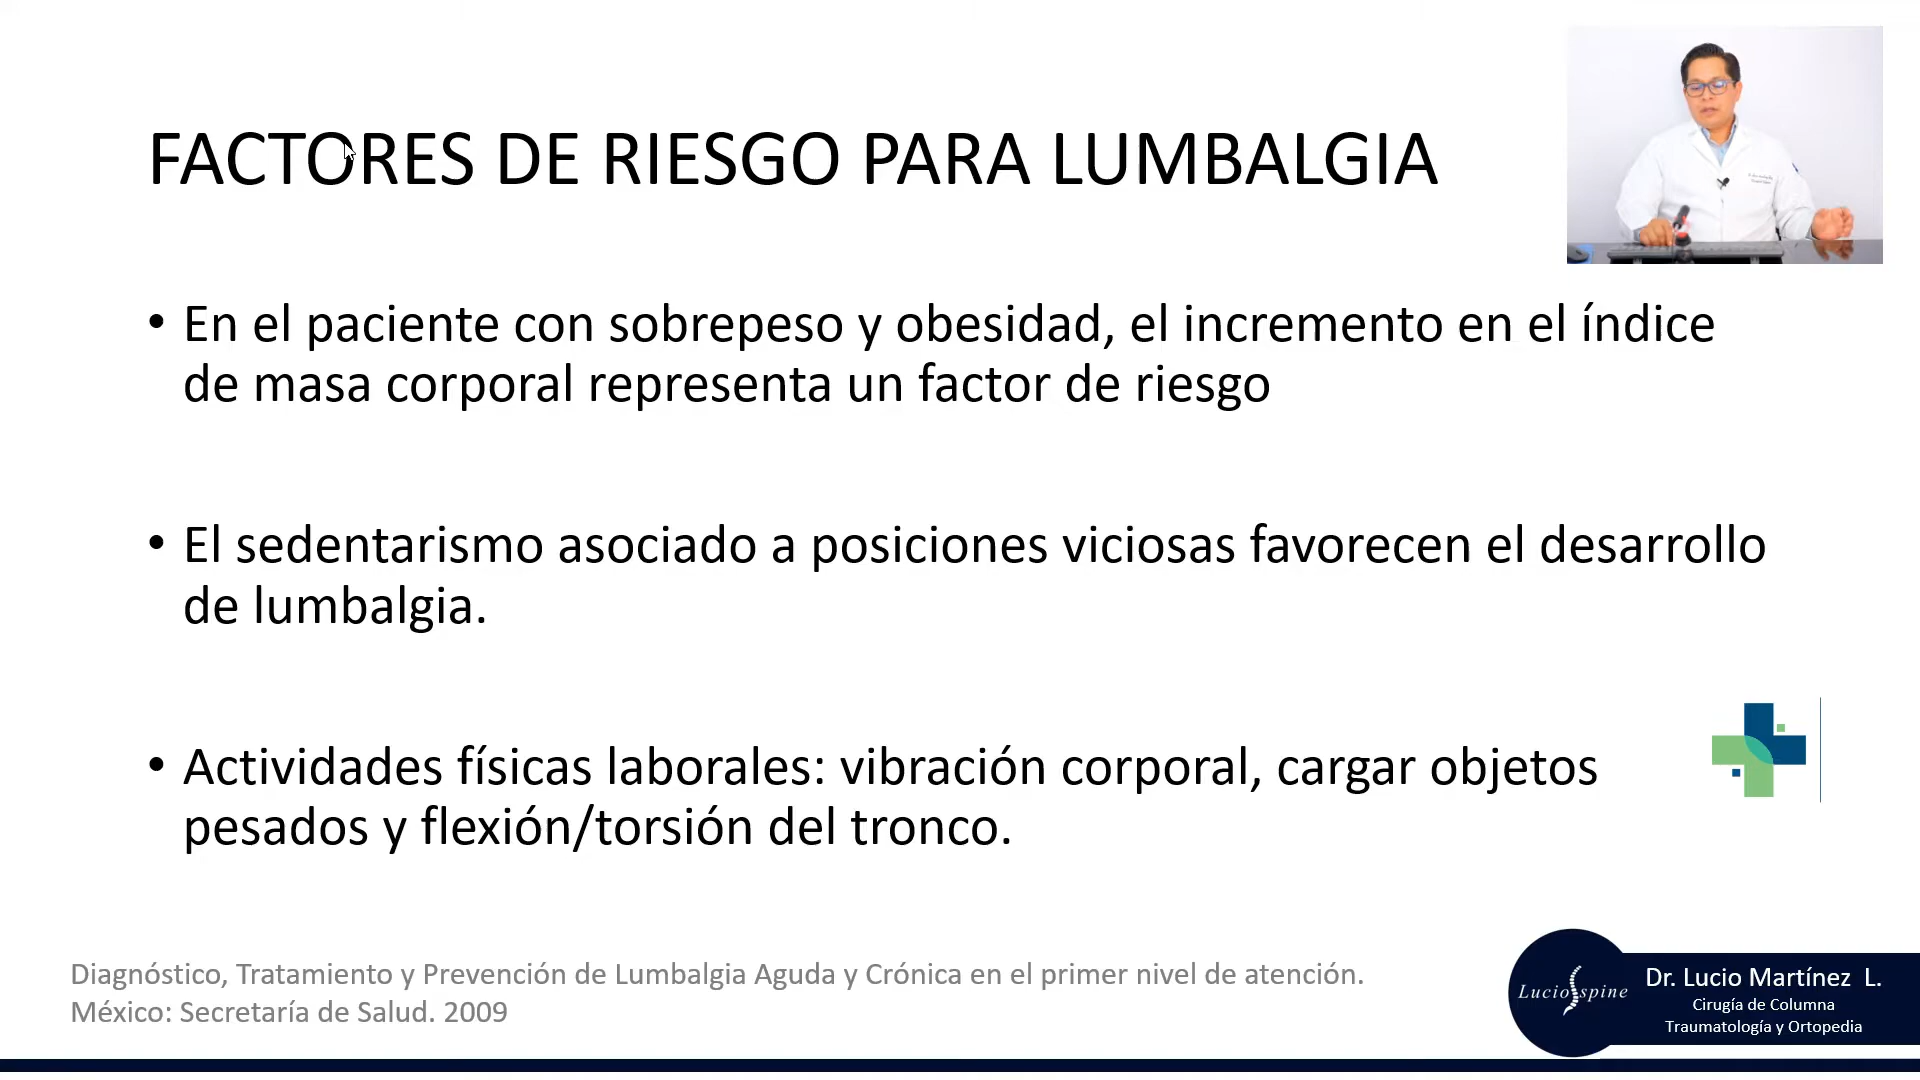 FACTORES DE RIESGO PARA LUMBALGIA
• En el paciente con sobrepeso y obesidad, el incremento en el índice
de masa corporal representa un factor de riesgo
• El sedentarismo asociado a posiciones viciosas favorecen el desarrollo
de lumbalgia.
• Actividades físicas laborales: vibración corporal, cargar objetos
pesados y flexión/torsión del tronco.
Diagnóstico, Tratamiento y Prevención de Lumbalgia Aguda y Crónica en el primer nivel de atención.
México: Secretaría de Salud. 2009
Lucio spine
Dr. Lucio Martínez L.
Cirugía de Columna
Traumatología y Ortopedia